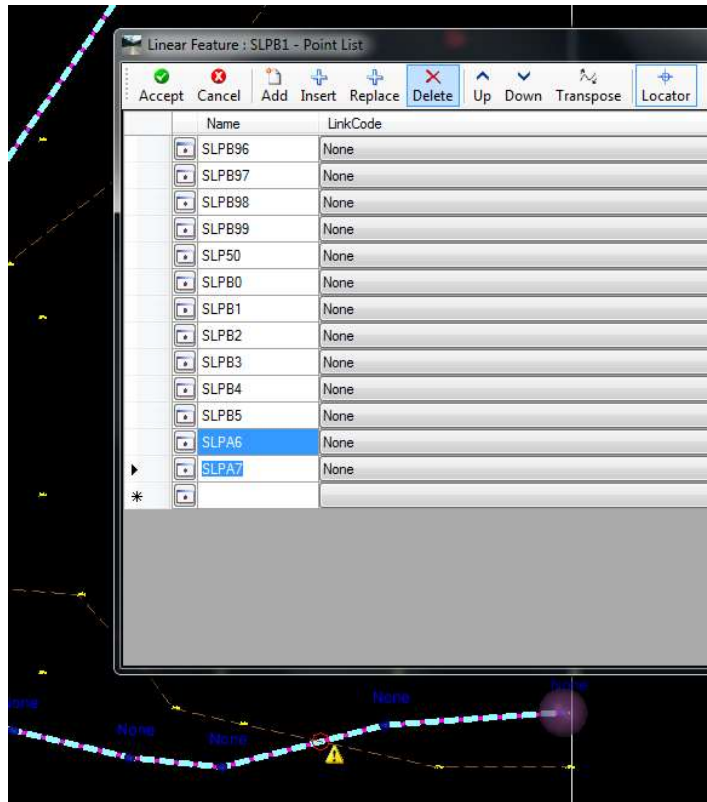 Linear Feature : SLPB1 - Point List
Accept Cancel Add Insert Replace Delete Up Down Transpose Locator
Name LinkCode
SLPB96 None
SLPB97 None
SLPB98 None
SLPB99 None
SLP50 None
SLPB0 None
SLPB1 None
SLPB2 None
SLPB3 None
SLPB4 None
SLPB5 None
SLPA6 None
SLPA7 None
None
None
None
None
None